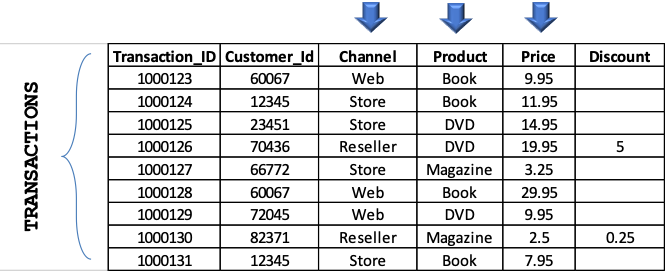 TRANSACTIONS
Transaction_ID Customer_Id Channel Product Price Discount
1000123 60067 Web Book 9.95
1000124 12345 Store Book 11.95
1000125 23451 Store DVD 14.95
1000126 70436 Reseller DVD 19.95 5
1000127 66772 Store Magazine 3.25
1000128 60067 Web Book 29.95
1000129 72045 Web DVD 9.95
1000130 82371 Reseller Magazine 2.5 0.25
1000131 12345 Store Book 7.95